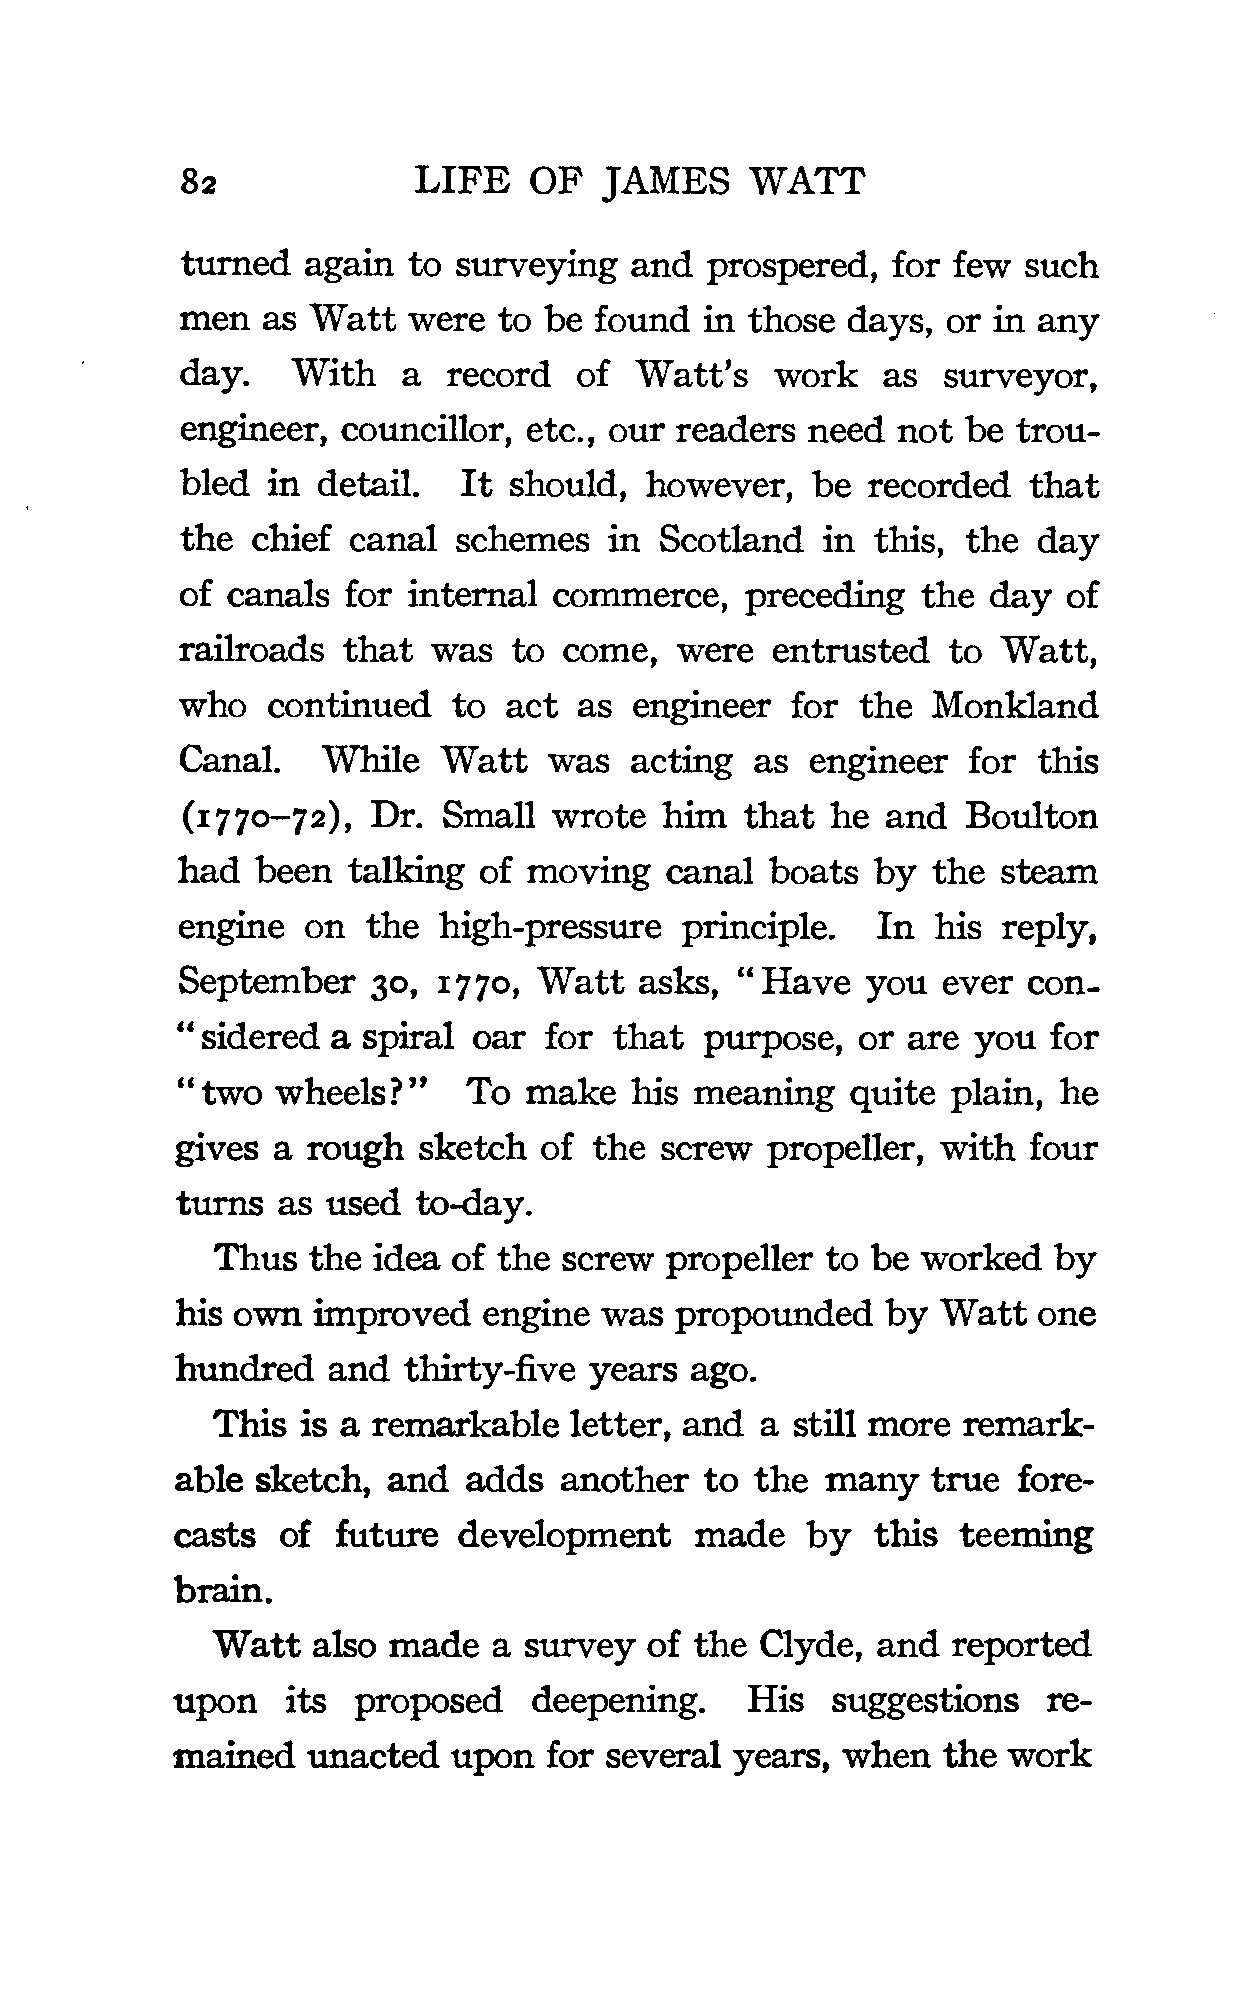 82 LIFE OF JAMES WATT
turned again to surveying and prospered, for few such
men as Watt were to be found in those days, or in any
day. With a record of Watt's work as surveyor,
engineer, councillor, etc., our readers need not be trou-
bled in detail. It should, however, be recorded that
the chief canal schemes in Scotland in this, the day
of canals for internal commerce, preceding the day of
railroads that was to come, were entrusted to Watt,
who continued to act as engineer for the Monkland
Canal. While Watt was acting as engineer for this
(1770–72), Dr. Small wrote him that he and Boulton
had been talking of moving canal boats by the steam
engine on the high-pressure principle. In his reply,
September 30, 1770, Watt asks, "Have you ever con-
"sidered a spiral oar for that purpose, or are you for
"two wheels?" To make his meaning quite plain, he
gives a rough sketch of the screw propeller, with four
turns as used to-day.
Thus the idea of the screw propeller to be worked by
his own improved engine was propounded by Watt one
hundred and thirty-five years ago.
This is a remarkable letter, and a still more remark-
able sketch, and adds another to the many true fore-
casts of future development made by this teeming
brain.
Watt also made a survey of the Clyde, and reported
upon its proposed deepening. His suggestions re-
mained unacted upon for several years, when the work